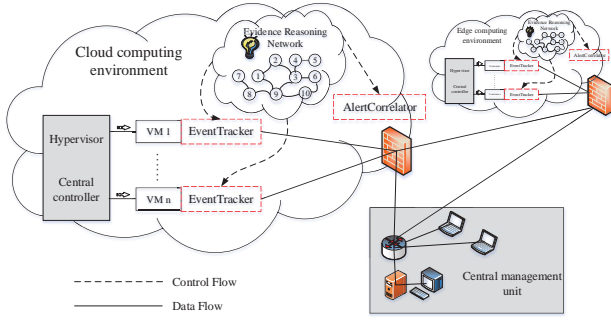 Cloud computing
environment
Evidence Reasoning
Network
2
4
5
7
1
3
6
8
9
10
AlertCorrelator
Hypervisor
Central
controller
VM 1
EventTracker
VM n
EventTracker
Edge computing
environment
Evidence Reasoning
Network
AlertCorrelator
Hypervisor
Central
controller
EventTracker
EventTracker
Central management
unit
Control Flow
Data Flow